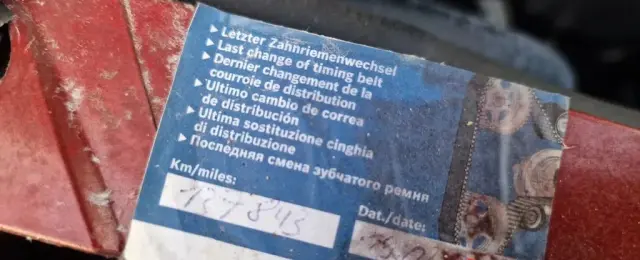 ▸ Letzter Zahnriemenwechsel
▸ Last change of timing belt
▸ Dernier changement de la
courroie de distribution
▸ Ultimo cambio de correa
de distribución
▸ Ultima sostituzione cinghia
di distribuzione
▸ Последняя смена зубчатого ремня
Km/miles:
Dat./date: